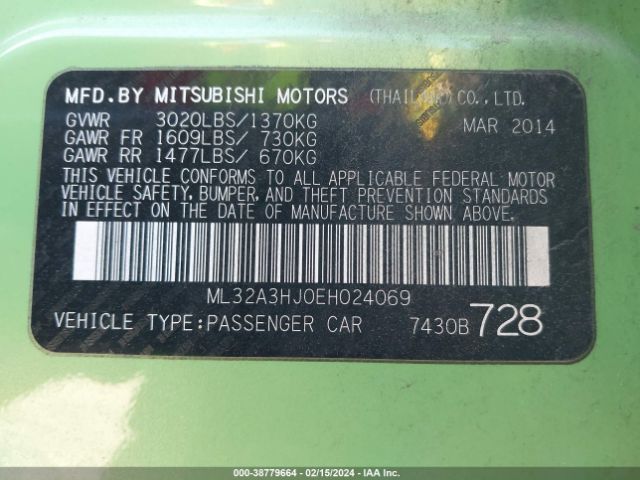 MFD. BY MITSUBISHI MOTORS (THAILAND) CO., LTD.
GVWR 3020LBS/1370KG MAR 2014
GAWR FR 1609LBS/ 730KG
GAWR RR 1477LBS/ 670KG
THIS VEHICLE CONFORMS TO ALL APPLICABLE FEDERAL MOTOR
VEHICLE SAFETY, BUMPER, AND THEFT PREVENTION STANDARDS
IN EFFECT ON THE DATE OF MANUFACTURE SHOWN ABOVE.
ML32A3HJ0EH024069
VEHICLE TYPE: PASSENGER CAR 7430B 728
000-38779664 - 02/15/2024 - IAAI.COM